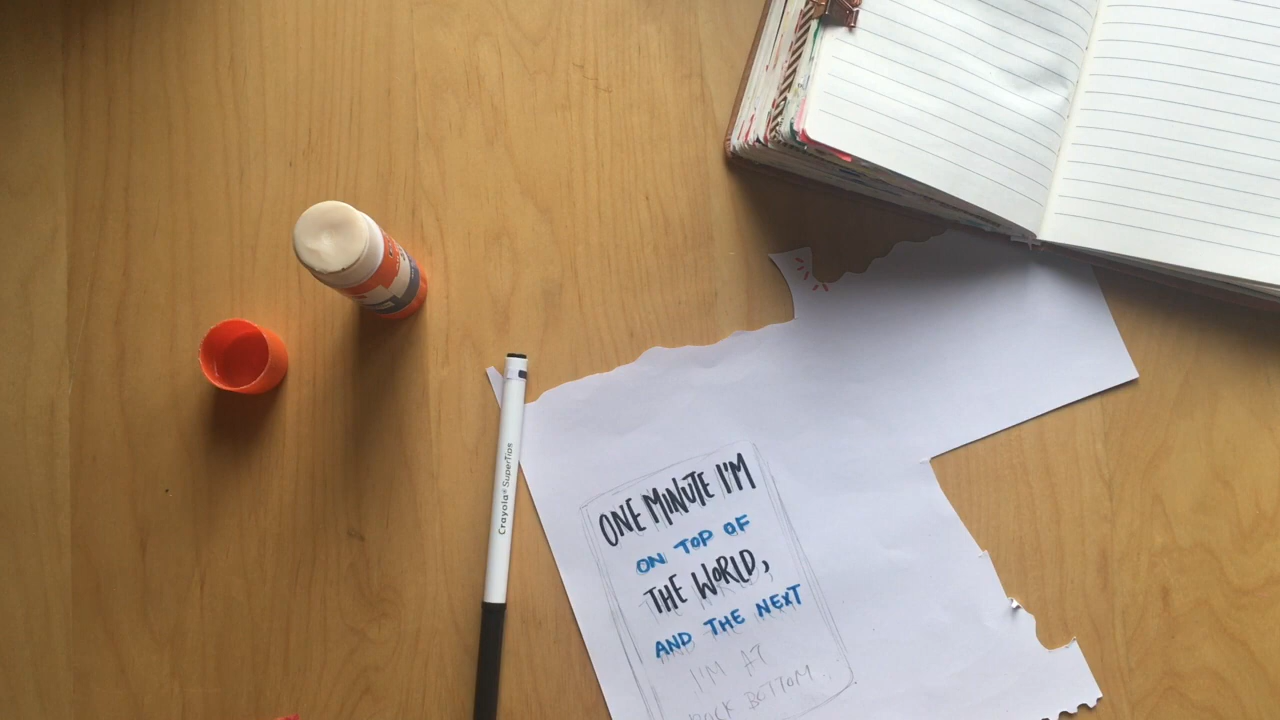 Crayola® SuperTips
ONE MINUTE I'M
ON TOP OF
THE WORLD,
AND THE NEXT
I'M AT
ROCK BOTTOM.